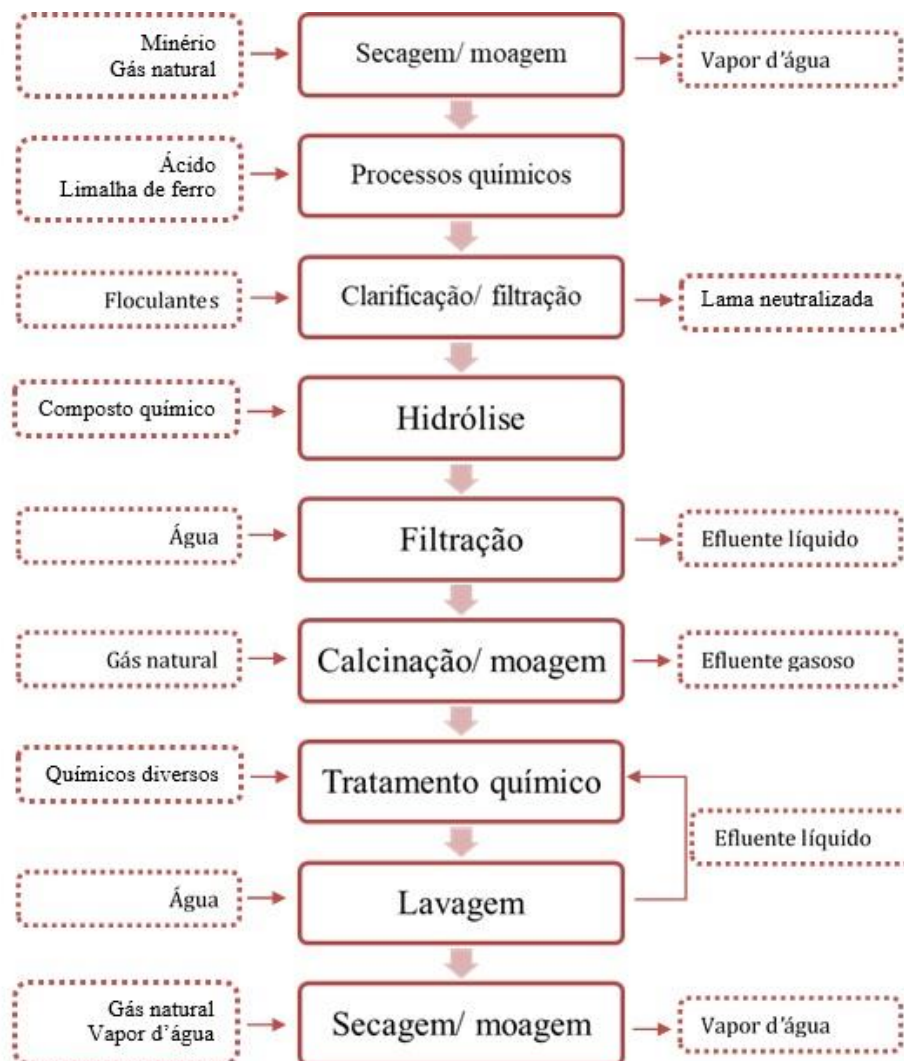 Minério
Gás natural
Secagem/ moagem
Vapor d’água
Ácido
Limalha de ferro
Processos químicos
Floculantes
Clarificação/ filtração
Lama neutralizada
Composto químico
Hidrólise
Água
Filtração
Efluente líquido
Gás natural
Calcinação/ moagem
Efluente gasoso
Químicos diversos
Tratamento químico
Efluente líquido
Água
Lavagem
Gás natural
Vapor d’água
Secagem/ moagem
Vapor d’água